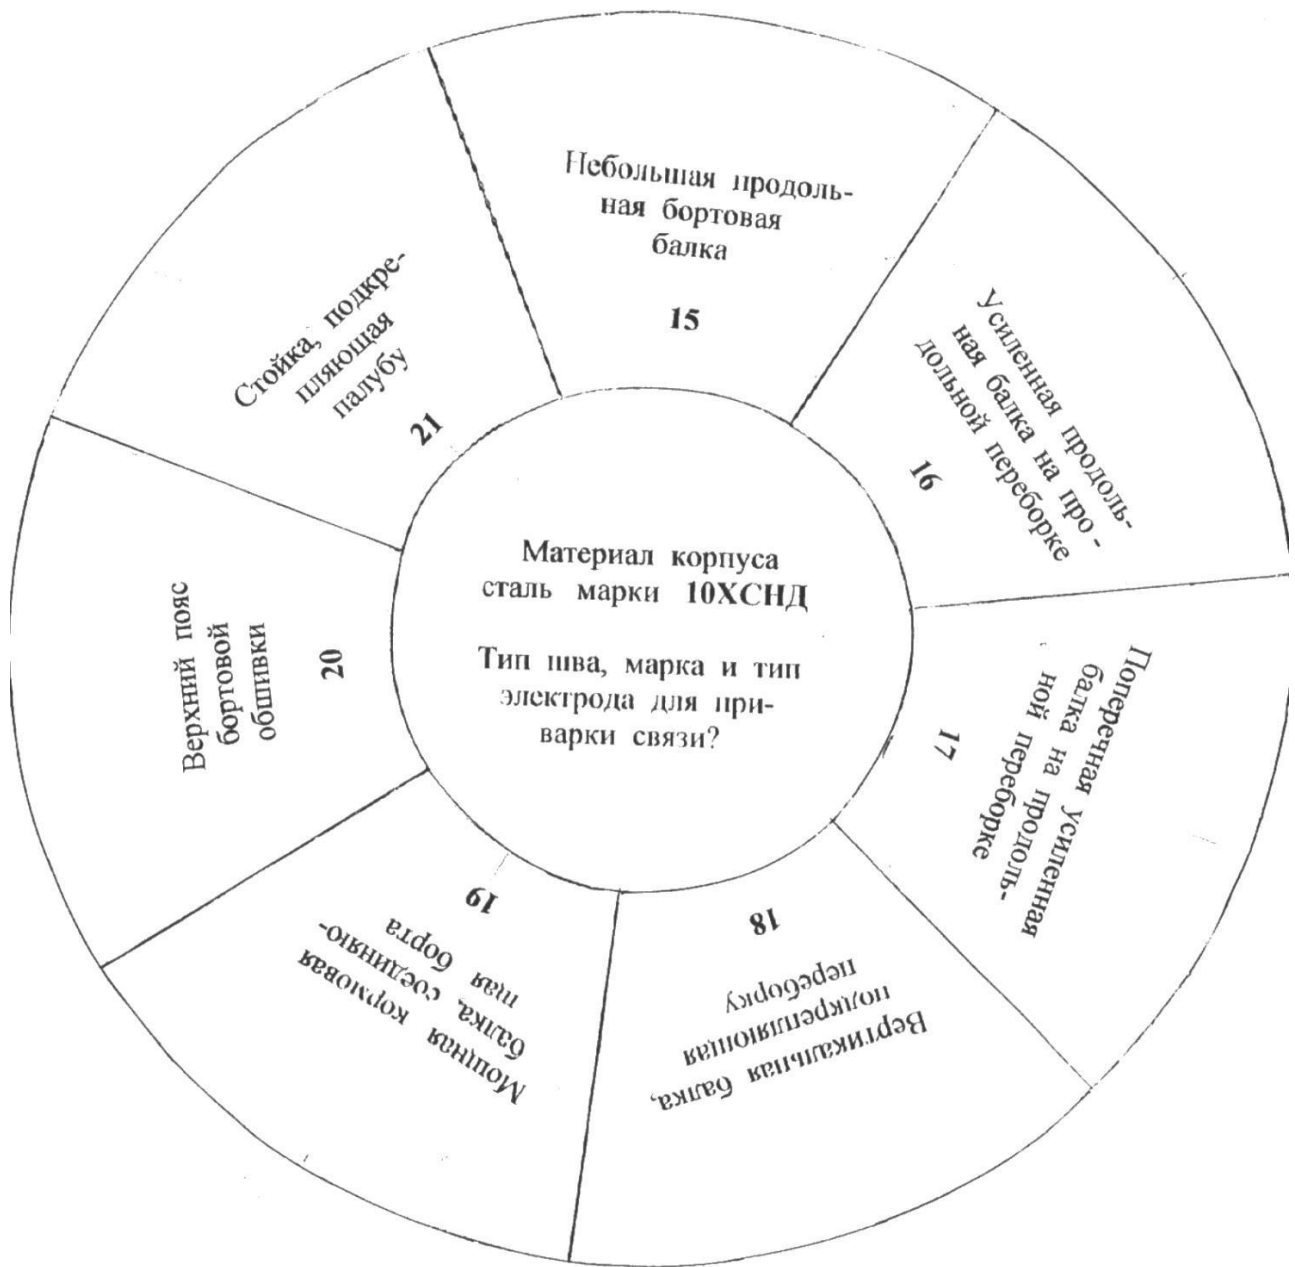 Небольшая продоль-
ная бортовая
балка
15
Усиленная продоль-
ная балка на про -
дольной переборке
16
Поперечная усиленная
балка на продоль-
ной переборке
17
Вертикальная балка,
подкрепляющая
переборку
18
Мощная кормовая
балка, соединяю-
щая борта
19
Верхний пояс
бортовой
обшивки
20
Стойка, подкре-
пляющая
палубу
21
Материал корпуса
сталь марки 10ХСНД
Тип шва, марка и тип
электрода для при-
варки связи?